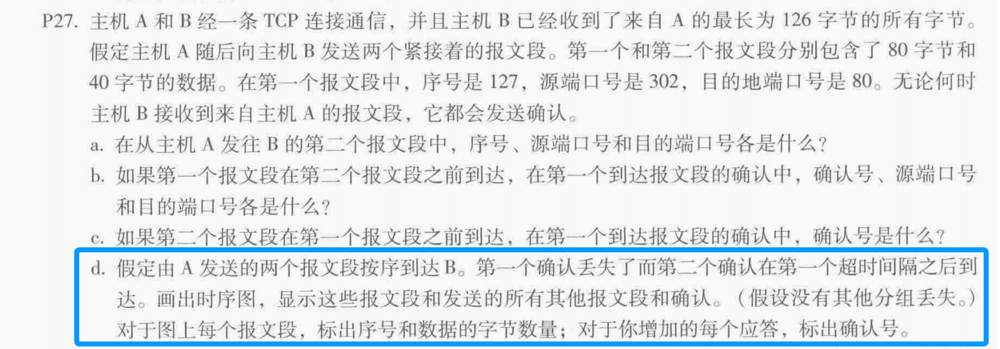 P27. 主机 A 和 B 经一条 TCP 连接通信，并且主机 B 已经收到了来自 A 的最长为 126 字节的所有字节。
假定主机 A 随后向主机 B 发送两个紧接着的报文段。第一个和第二个报文段分别包含了 80 字节和
40 字节的数据。在第一个报文段中，序号是 127，源端口号是 302，目的地端口号是 80。无论何时
主机 B 接收到来自主机 A 的报文段，它都会发送确认。
a. 在从主机 A 发往 B 的第二个报文段中，序号、源端口号和目的端口号各是什么？
b. 如果第一个报文段在第二个报文段之前到达，在第一个到达报文段的确认中，确认号、源端口号
和目的端口号各是什么？
c. 如果第二个报文段在第一个报文段之前到达，在第一个到达报文段的确认中，确认号是什么？
d. 假定由 A 发送的两个报文段按序到达 B。第一个确认丢失了而第二个确认在第一个超时间隔之后到
达。画出时序图，显示这些报文段和发送的所有其他报文段和确认。（假设没有其他分组丢失。）
对于图上每个报文段，标出序号和数据的字节数量；对于你增加的每个应答，标出确认号。